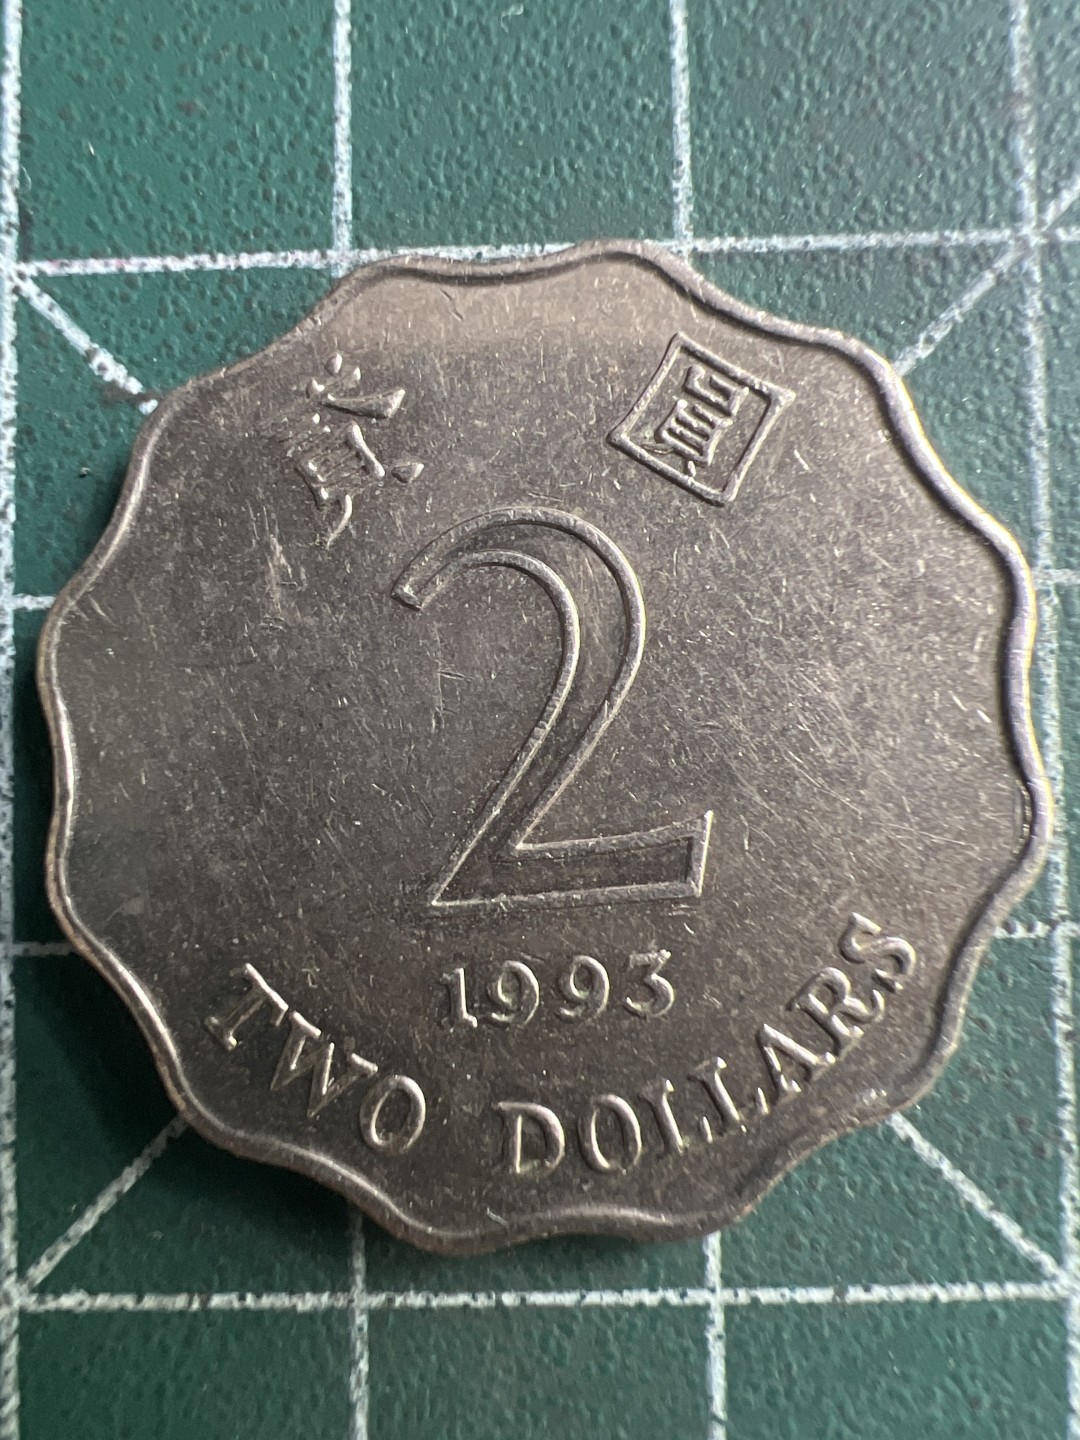 貳 圓
2
1993
TWO DOLLARS